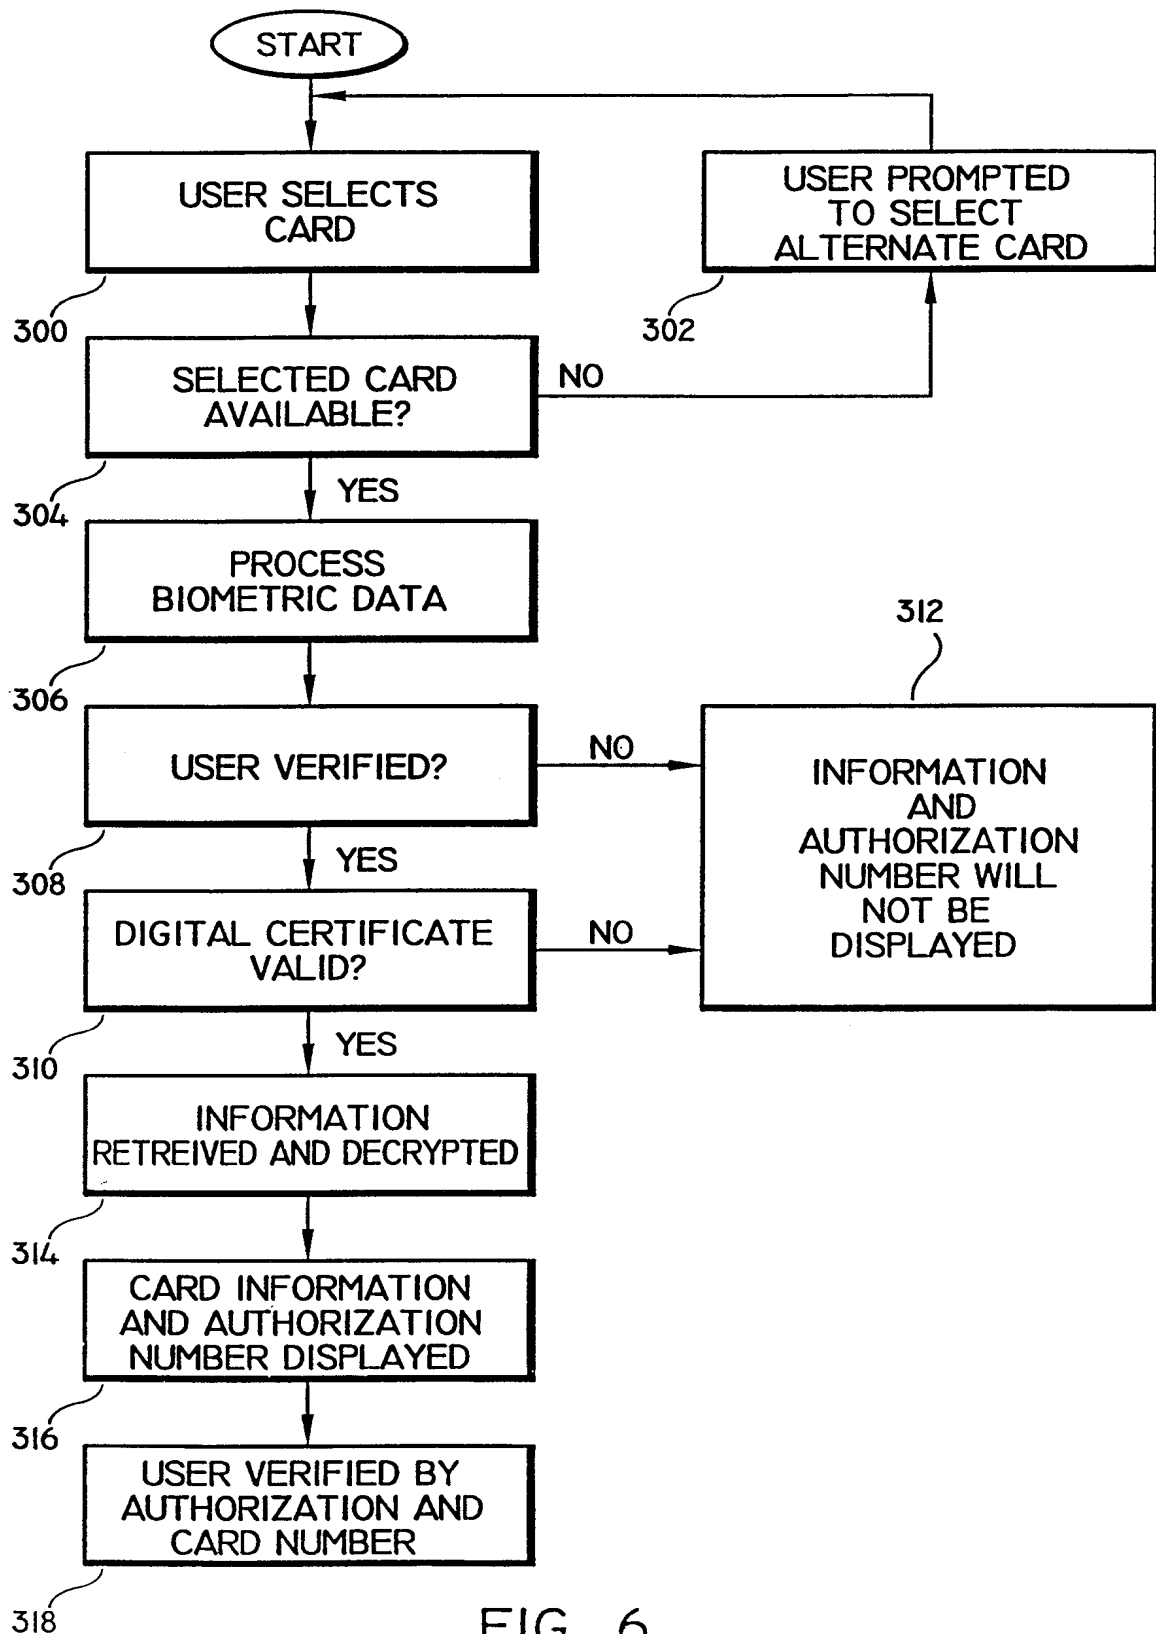 START
USER SELECTS
CARD
300
USER PROMPTED
TO SELECT
ALTERNATE CARD
302
SELECTED CARD
AVAILABLE?
NO
304
YES
PROCESS
BIOMETRIC DATA
306
USER VERIFIED?
NO
308
YES
312
INFORMATION
AND
AUTHORIZATION
NUMBER WILL
NOT BE
DISPLAYED
DIGITAL CERTIFICATE
VALID?
NO
310
YES
INFORMATION
RETREIVED AND DECRYPTED
314
CARD INFORMATION
AND AUTHORIZATION
NUMBER DISPLAYED
316
USER VERIFIED BY
AUTHORIZATION AND
CARD NUMBER
318
FIG. 6